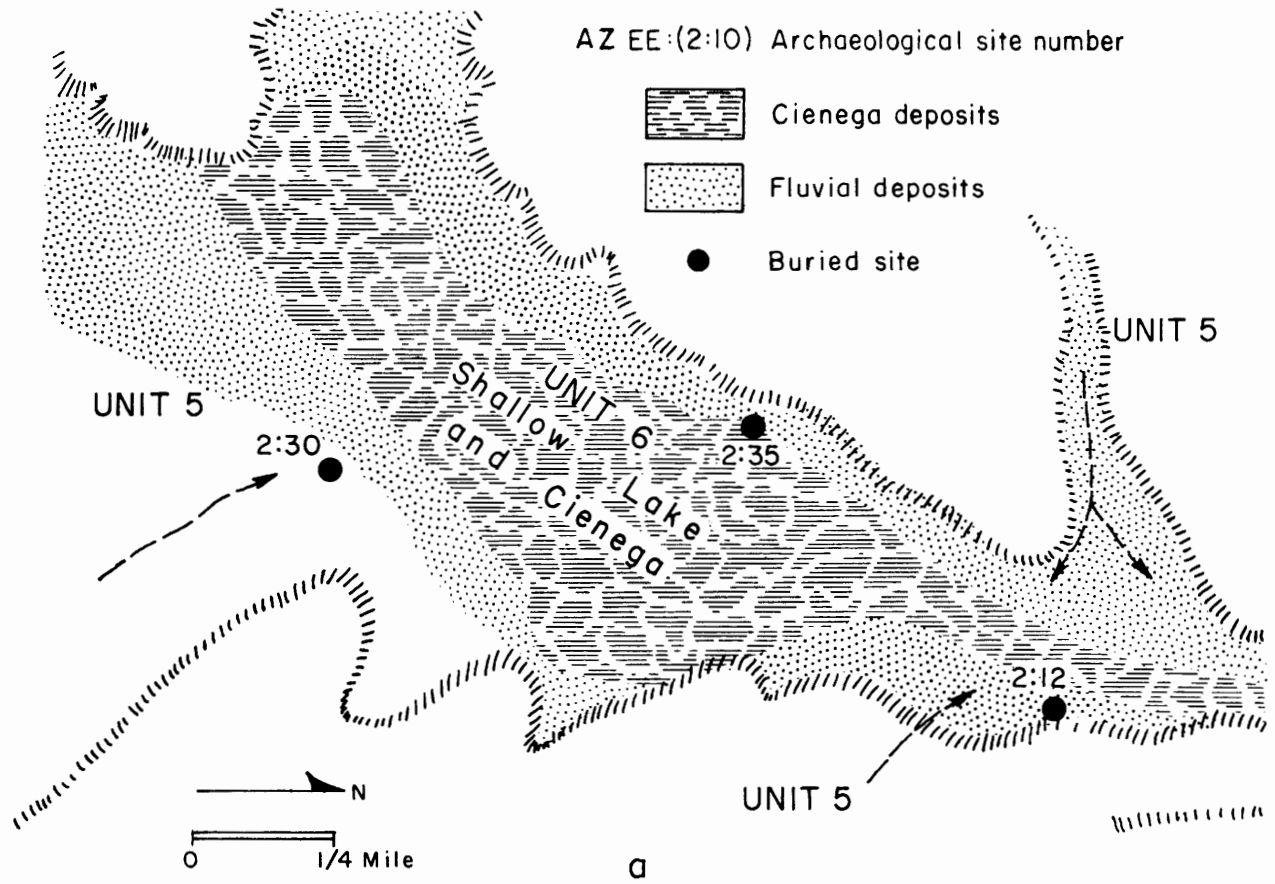 AZ EE:(2:10) Archaeological site number
Cienega deposits
Fluvial deposits
Buried site
UNIT 5
UNIT 5
2:30
UNIT 6
Shallow Lake
and Cienega
2:35
2:12
UNIT 5
N
0 1/4 Mile
a